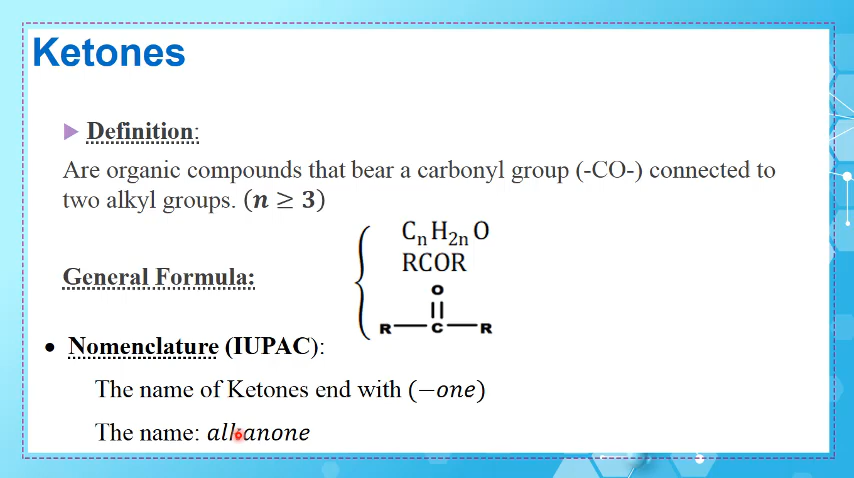 Ketones
Definition:
Are organic compounds that bear a carbonyl group (-CO-) connected to
two alkyl groups. (n ≥ 3)
CₙH₂ₙO
General Formula:
RCOR
O
||
R—C—R
• Nomenclature (IUPAC):
The name of Ketones end with (−one)
The name: alkanone